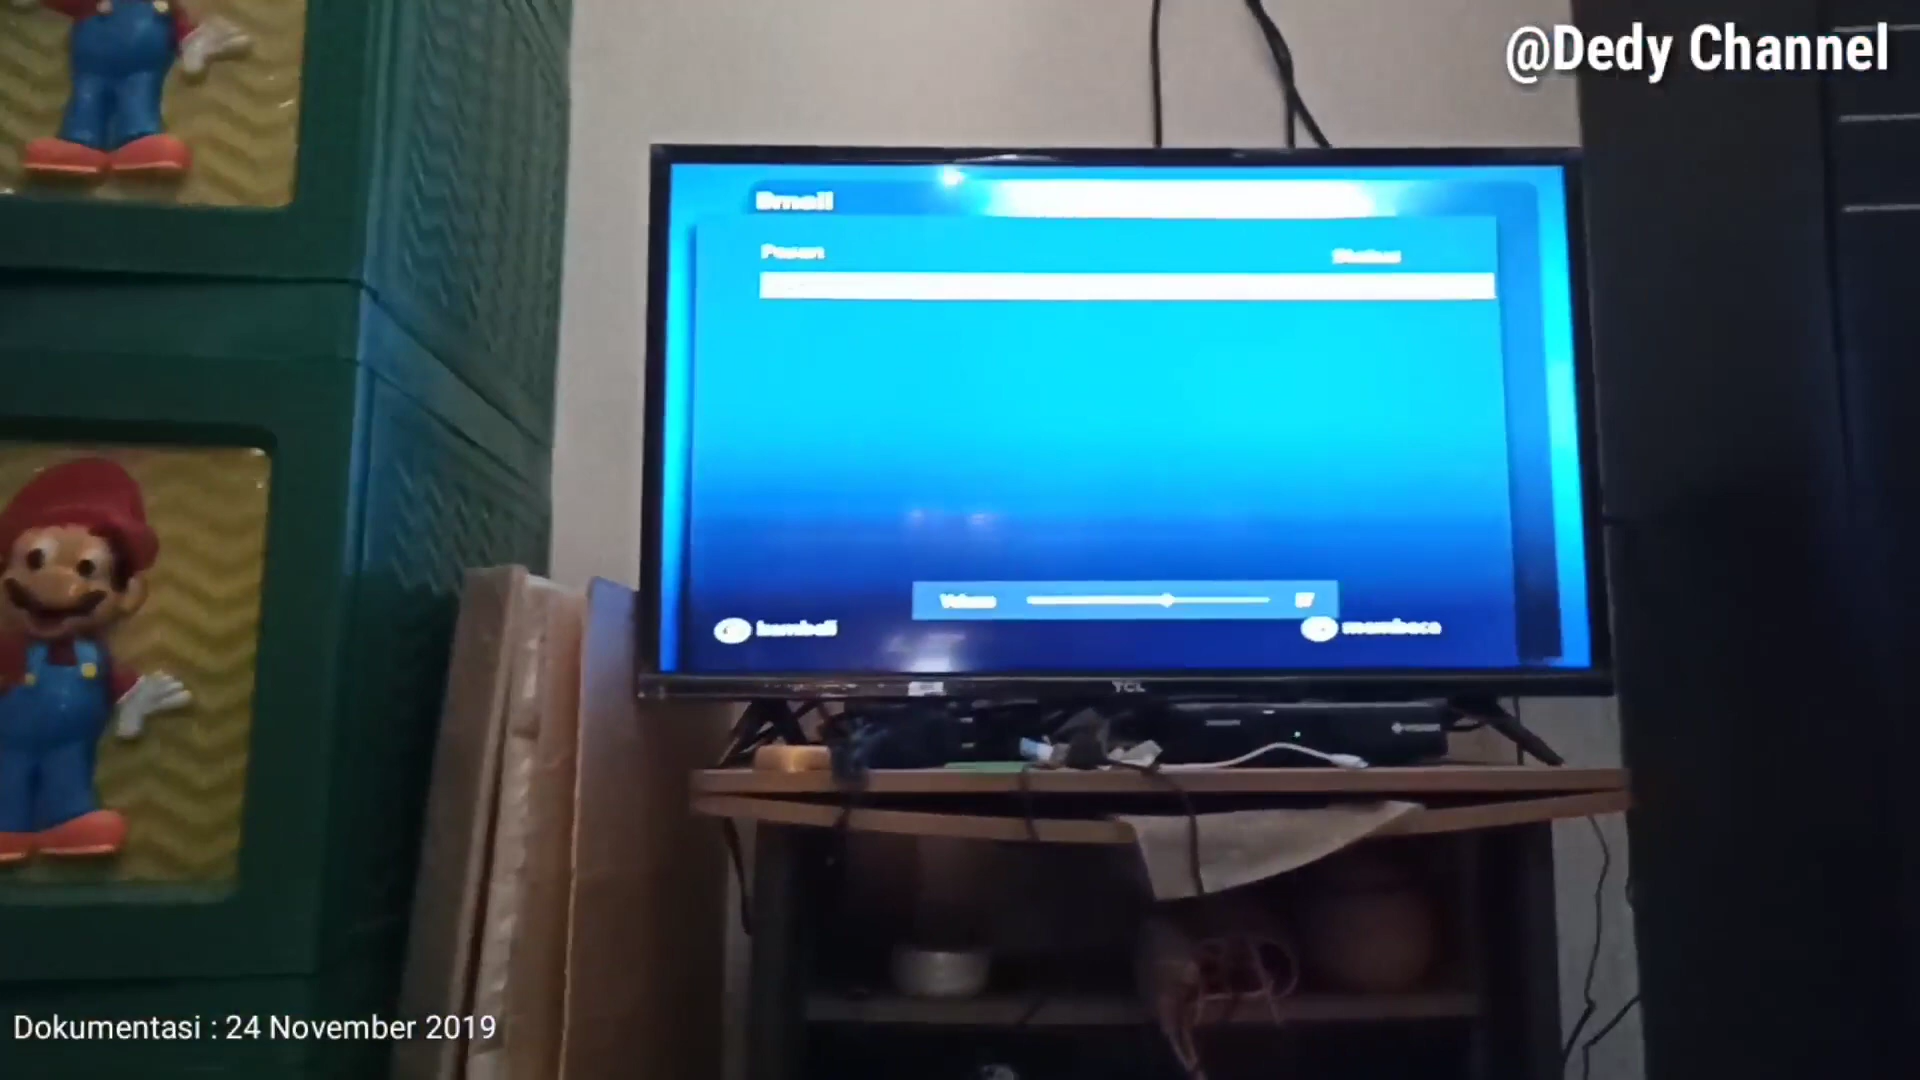 @Dedy Channel
Email
Pesan
Status
Volume
kembali
membaca
TCL
Dokumentasi : 24 November 2019